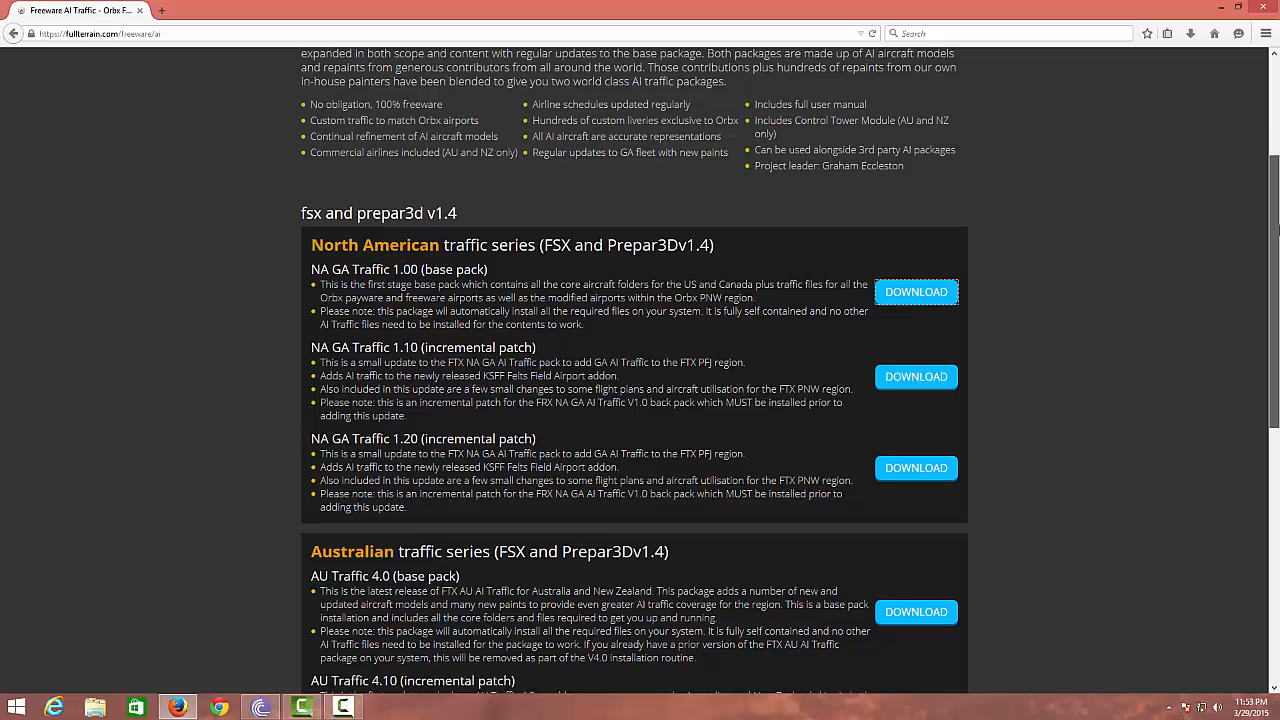 Freeware AI Traffic - Orbx F...
https://fullterrain.com/freeware/ai
Search
expanded in both scope and content with regular updates to the base package. Both packages are made up of AI aircraft models
and repaints from generous contributors from all around the world. Those contributions plus hundreds of repaints from our own
in-house painters have been blended to give you two world class AI traffic packages.
No obligation, 100% freeware
Custom traffic to match Orbx airports
Continual refinement of AI aircraft models
Commercial airlines included (AU and NZ only)
Airline schedules updated regularly
Hundreds of custom liveries exclusive to Orbx
All AI aircraft are accurate representations
Regular updates to GA fleet with new paints
Includes full user manual
Includes Control Tower Module (AU and NZ
only)
Can be used alongside 3rd party AI packages
Project leader: Graham Eccleston
fsx and prepar3d v1.4
North American traffic series (FSX and Prepar3Dv1.4)
NA GA Traffic 1.00 (base pack)
This is the first stage base pack which contains all the core aircraft folders for the US and Canada plus traffic files for all the
Orbx payware and freeware airports as well as the modified airports within the Orbx PNW region.
Please note: this package will automatically install all the required files on your system. It is fully self contained and no other
AI Traffic files need to be installed for the contents to work.
DOWNLOAD
NA GA Traffic 1.10 (incremental patch)
This is a small update to the FTX NA GA AI Traffic pack to add GA AI Traffic to the FTX PFJ region.
Adds AI traffic to the newly released KSFF Felts Field Airport addon.
Also included in this update are a few small changes to some flight plans and aircraft utilisation for the FTX PNW region.
Please note: this is an incremental patch for the FRX NA GA AI Traffic V1.0 back pack which MUST be installed prior to
adding this update.
DOWNLOAD
NA GA Traffic 1.20 (incremental patch)
This is a small update to the FTX NA GA AI Traffic pack to add GA AI Traffic to the FTX PFJ region.
Adds AI traffic to the newly released KSFF Felts Field Airport addon.
Also included in this update are a few small changes to some flight plans and aircraft utilisation for the FTX PNW region.
Please note: this is an incremental patch for the FRX NA GA AI Traffic V1.0 back pack which MUST be installed prior to
adding this update.
DOWNLOAD
Australian traffic series (FSX and Prepar3Dv1.4)
AU Traffic 4.0 (base pack)
This is the latest release of FTX AU AI Traffic for Australia and New Zealand. This package adds a number of new and
updated aircraft models and many new paints to provide even greater AI traffic coverage for the region. This is a base pack
installation and includes all the core folders and files required to get you up and running.
Please note: this package will automatically install all the required files on your system. It is fully self contained and no other
AI Traffic files need to be installed for the package to work. If you already have a prior version of the FTX AU AI Traffic
package on your system, this will be removed as part of the V4.0 installation routine.
DOWNLOAD
AU Traffic 4.10 (incremental patch)
11:53 PM
3/29/2015